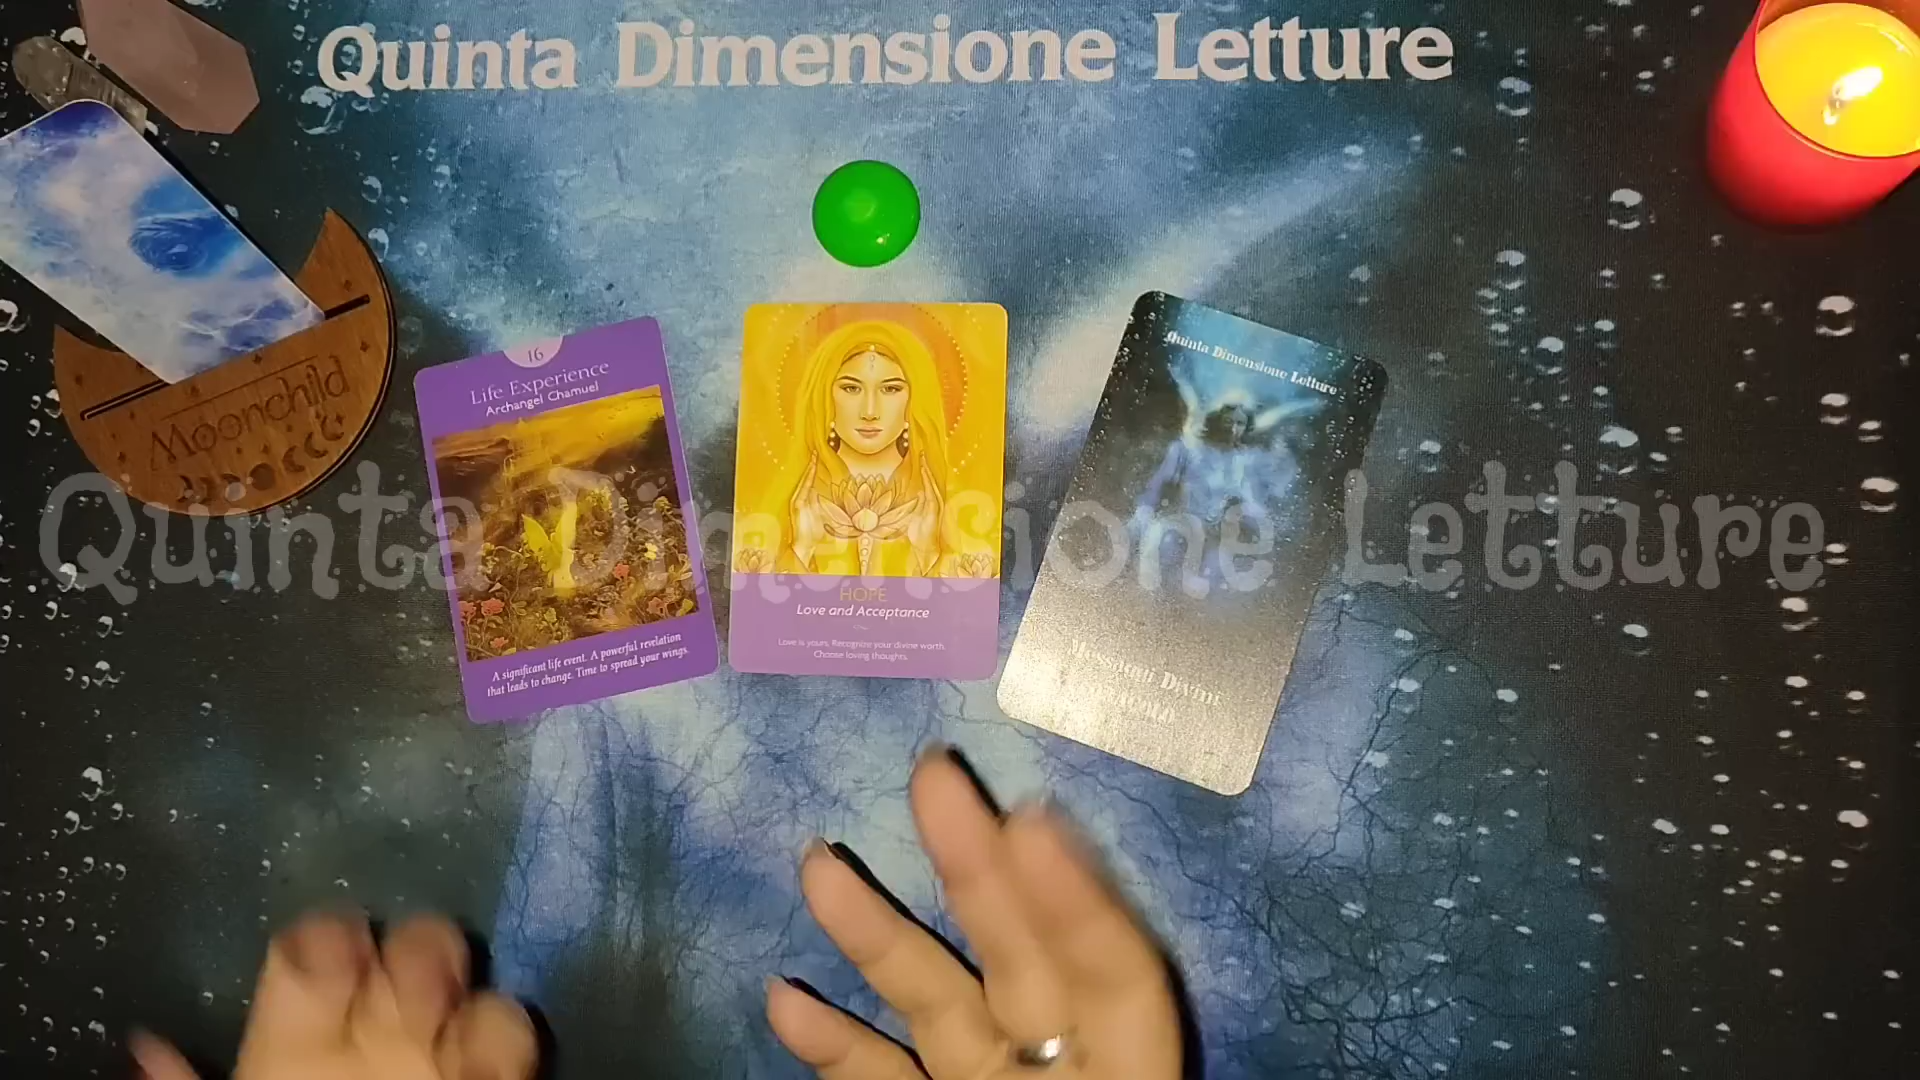 Quinta Dimensione Letture
Moonchild
16
Life Experience
Archangel Chamuel
A significant life event. A powerful revelation
that leads to change. Time to spread your wings.
HOPE
Love and Acceptance
Love is yours. Recognize your divine worth.
Choose loving thoughts.
Quinta Dimensione Letture
Messaggi Divini
Quinta Dimensione Letture